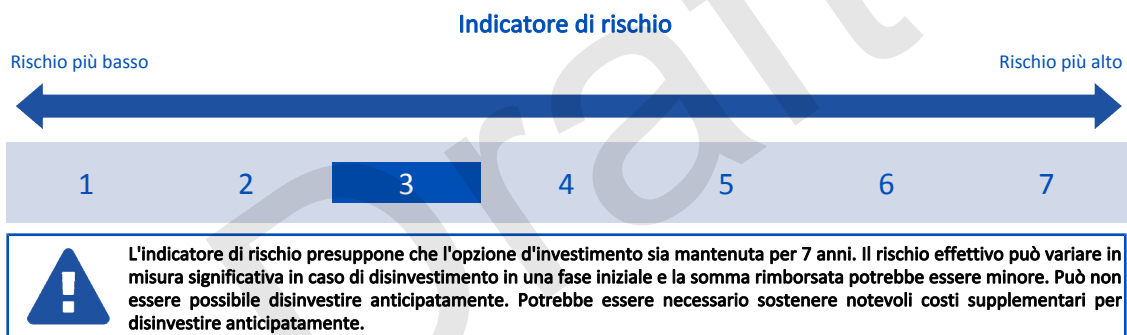 Indicatore di rischio
Rischio più basso
Rischio più alto
1 2 3 4 5 6 7
L'indicatore di rischio presuppone che l'opzione d'investimento sia mantenuta per 7 anni. Il rischio effettivo può variare in
misura significativa in caso di disinvestimento in una fase iniziale e la somma rimborsata potrebbe essere minore. Può non
essere possibile disinvestire anticipatamente. Potrebbe essere necessario sostenere notevoli costi supplementari per
disinvestire anticipatamente.
Draft